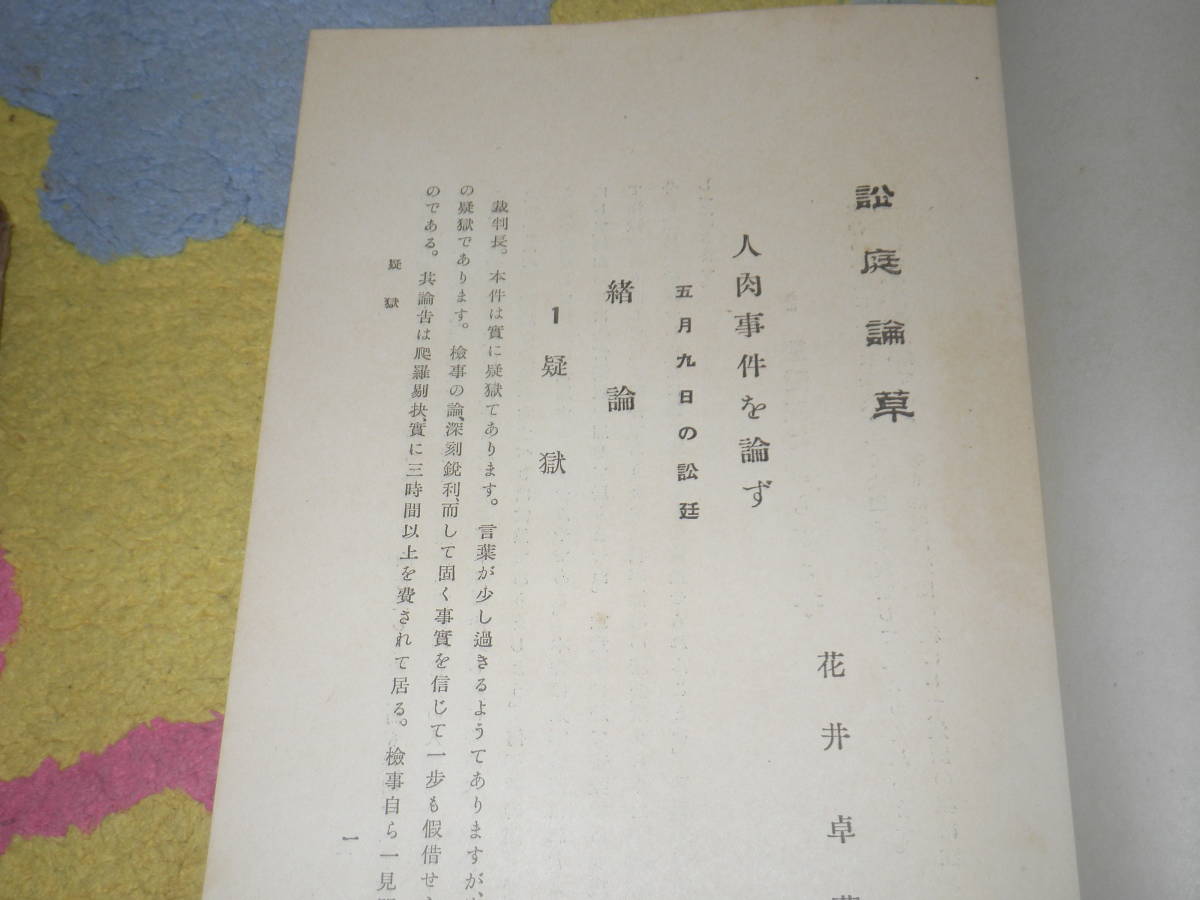 訟庭論草
花井卓
人肉事件を論ず
五月九日の訟廷
緒論
1 疑獄
裁判長。本件は實に疑獄てあります。言葉が少し過きるようてありますが、
の疑獄であります。檢事の論、深刻鋭利、而して固く事實を信じて一歩も假借せ
のである。其論告は爬羅剔抉、實に三時間以上を費されて居る。檢事自ら一見
疑獄
一